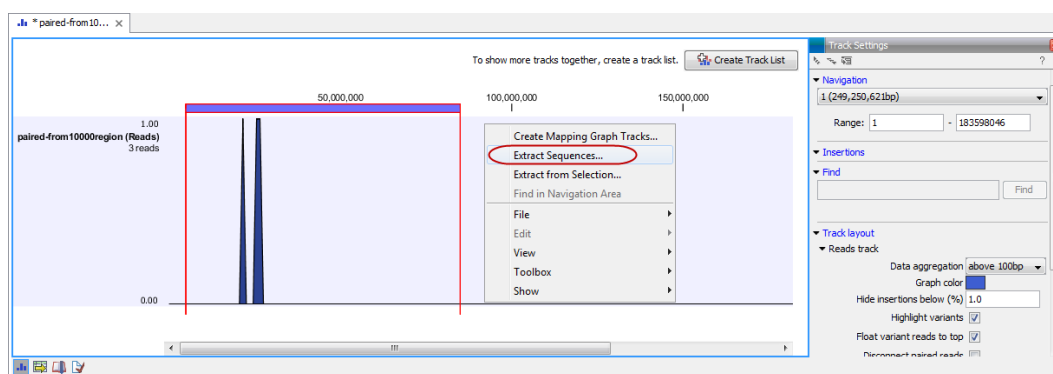 * paired-from10...
To show more tracks together, create a track list. Create Track List
50,000,000 100,000,000 150,000,000
1.00
paired-from10000region (Reads)
3 reads
0.00
Create Mapping Graph Tracks...
Extract Sequences...
Extract from Selection...
Find in Navigation Area
File
Edit
View
Toolbox
Show
Track Settings
?
Navigation
1 (249,250,621bp)
Range: 1 - 183598046
Insertions
Find
Find
Track layout
Reads track
Data aggregation above 100bp
Graph color
Hide insertions below (%) 1.0
Highlight variants
Float variant reads to top
Disconnect paired reads